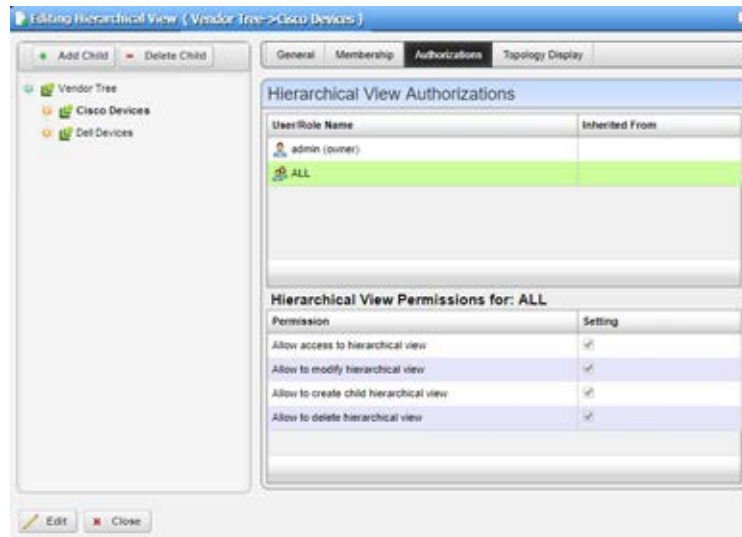 Editing Hierarchical View ( Vendor Tree->Cisco Devices )
Add Child Delete Child
General Membership Authorizations Topology Display
Vendor Tree
Cisco Devices
Dell Devices
Hierarchical View Authorizations
User/Role Name Inherited From
admin (owner)
ALL
Hierarchical View Permissions for: ALL
Permission Setting
Allow access to hierarchical view
Allow to modify hierarchical view
Allow to create child hierarchical view
Allow to delete hierarchical view
Edit Close